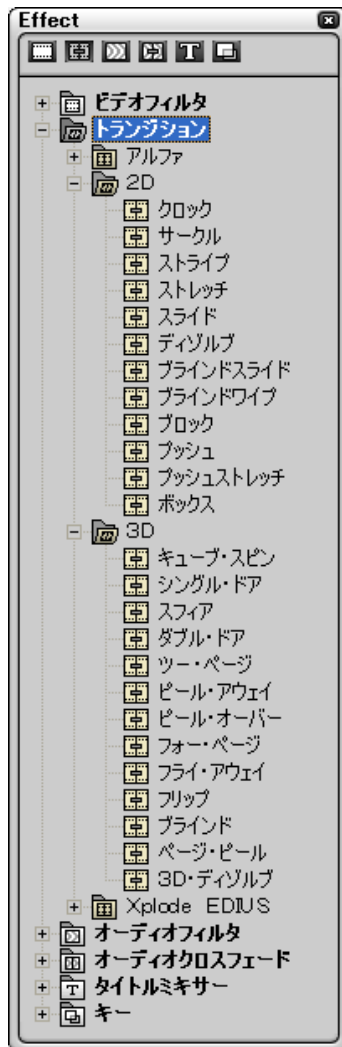 Effect
ビデオフィルタ
トランジション
アルファ
2D
クロック
サークル
ストライプ
ストレッチ
スライド
ディゾルブ
ブラインドスライド
ブラインドワイプ
ブロック
プッシュ
プッシュストレッチ
ボックス
3D
キューブ・スピン
シングル・ドア
スフィア
ダブル・ドア
ツー・ページ
ピール・アウェイ
ピール・オーバー
フォー・ページ
フライ・アウェイ
フリップ
ブラインド
ページ・ピール
3D・ディゾルブ
Xplode EDIUS
オーディオフィルタ
オーディオクロスフェード
タイトルミキサー
キー